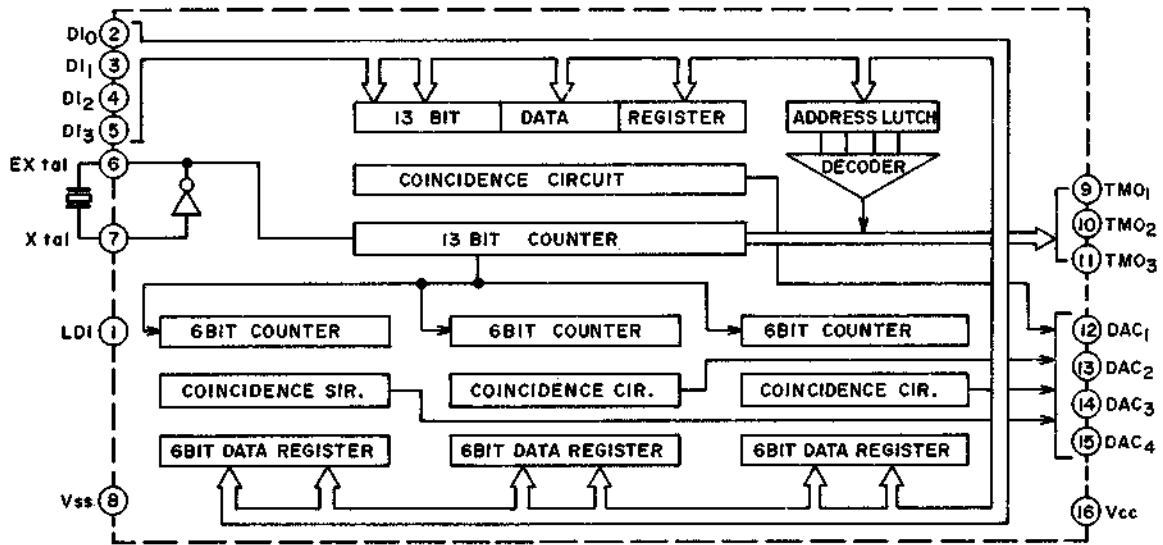 DI0 2
DI1 3
DI2 4
DI3 5
13 BIT DATA REGISTER
ADDRESS LUTCH
EX tal 6
COINCIDENCE CIRCUIT
DECODER
X tal 7
13 BIT COUNTER
9 TMO1
10 TMO2
11 TMO3
LDI 1
6BIT COUNTER 6BIT COUNTER 6BIT COUNTER
12 DAC1
13 DAC2
COINCIDENCE SIR. COINCIDENCE CIR. COINCIDENCE CIR.
14 DAC3
15 DAC4
6BIT DATA REGISTER 6BIT DATA REGISTER 6BIT DATA REGISTER
Vss 8
16 Vcc